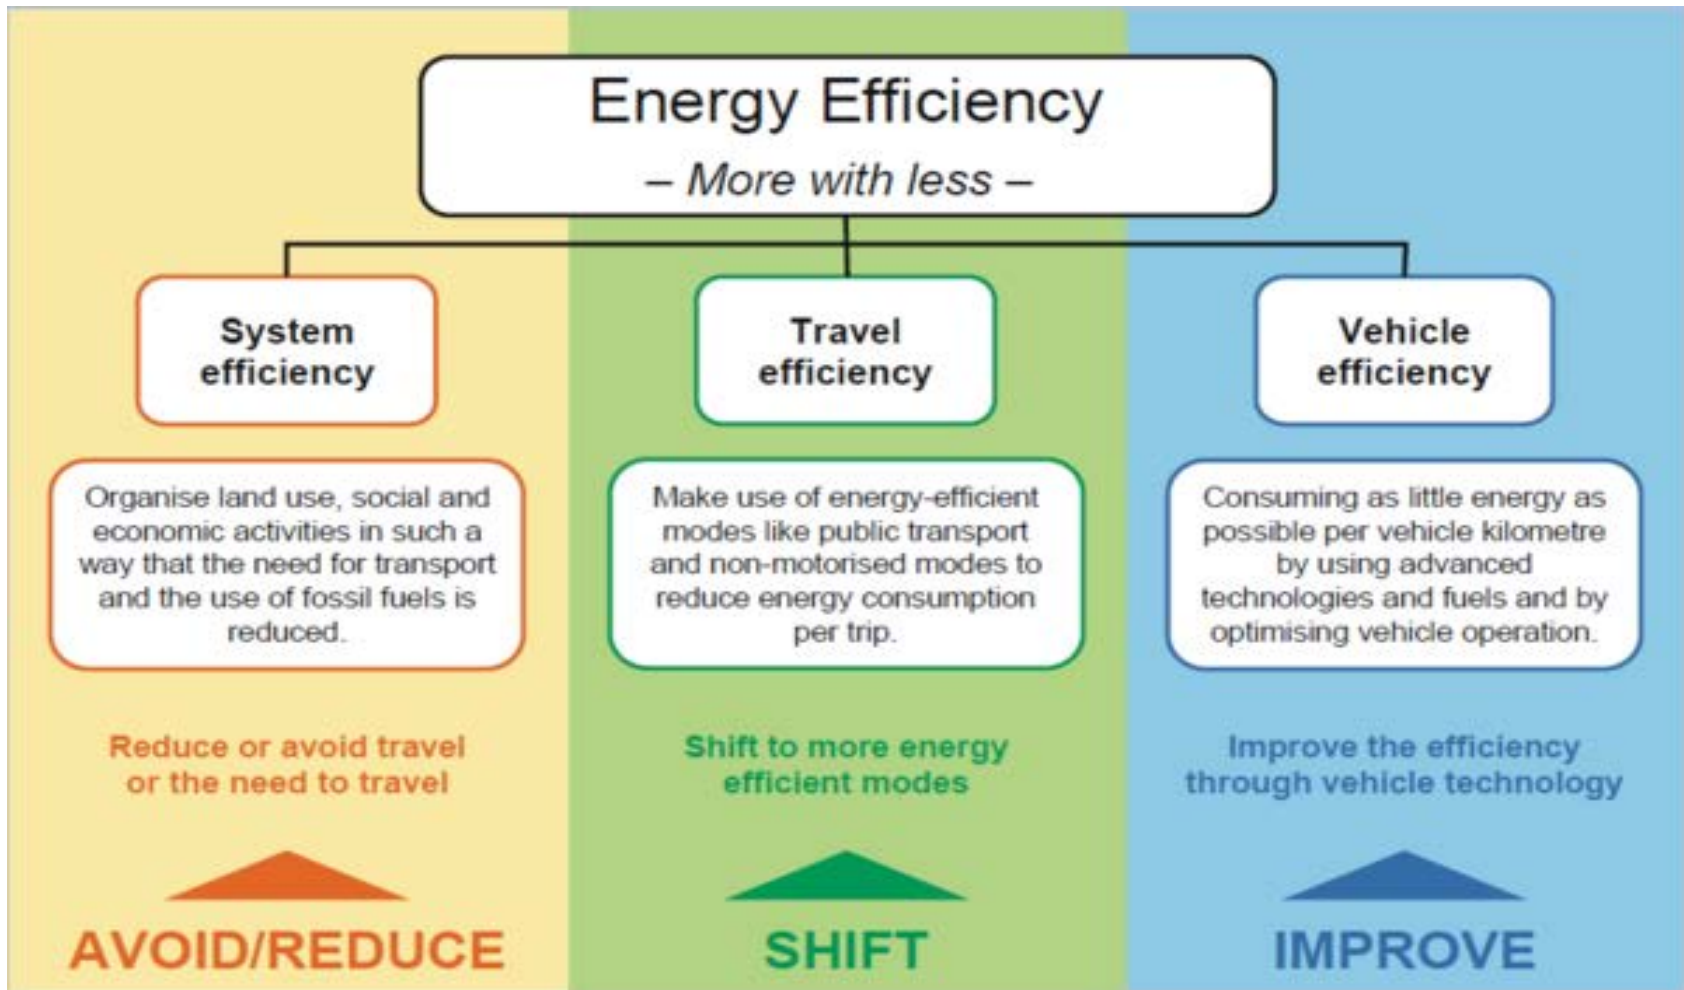 Energy Efficiency
– More with less –
System
efficiency
Organise land use, social and
economic activities in such a
way that the need for transport
and the use of fossil fuels is
reduced.
Reduce or avoid travel
or the need to travel
AVOID/REDUCE
Travel
efficiency
Make use of energy-efficient
modes like public transport
and non-motorised modes to
reduce energy consumption
per trip.
Shift to more energy
efficient modes
SHIFT
Vehicle
efficiency
Consuming as little energy as
possible per vehicle kilometre
by using advanced
technologies and fuels and by
optimising vehicle operation.
Improve the efficiency
through vehicle technology
IMPROVE